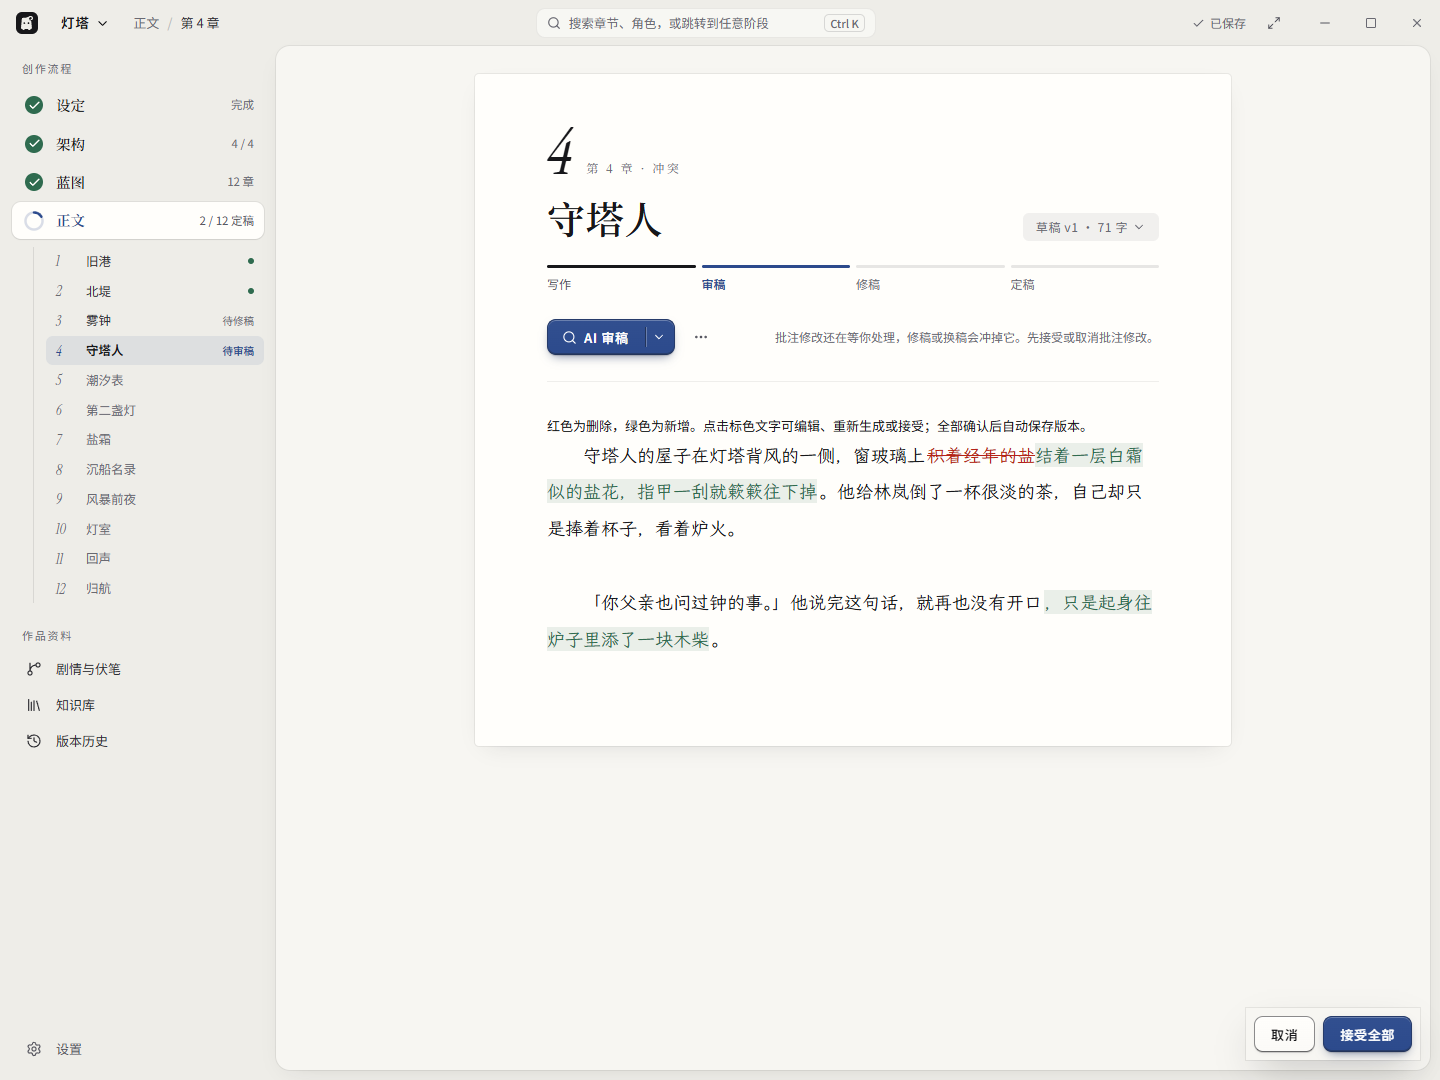 灯塔 正文 / 第 4 章 搜索章节、角色，或跳转到任意阶段 Ctrl K 已保存
创作流程
设定 完成
架构 4 / 4
蓝图 12 章
正文 2 / 12 定稿
1 旧港
2 北堤
3 雾钟 待修稿
4 守塔人 待审稿
5 潮汐表
6 第二盏灯
7 盐霜
8 沉船名录
9 风暴前夜
10 灯室
11 回声
12 归航
作品资料
剧情与伏笔
知识库
版本历史
设置
4 第 4 章 · 冲突
守塔人
草稿 v1 · 71 字
写作 审稿 修稿 定稿
AI 审稿 批注修改还在等你处理，修稿或换稿会冲掉它。先接受或取消批注修改。
红色为删除，绿色为新增。点击标色文字可编辑、重新生成或接受；全部确认后自动保存版本。
守塔人的屋子在灯塔背风的一侧，窗玻璃上积着经年的盐结着一层白霜
似的盐花，指甲一刮就簌簌往下掉。他给林岚倒了一杯很淡的茶，自己却只
是捧着杯子，看着炉火。
「你父亲也问过钟的事。」他说完这句话，就再也没有开口，只是起身往
炉子里添了一块木柴。
取消 接受全部